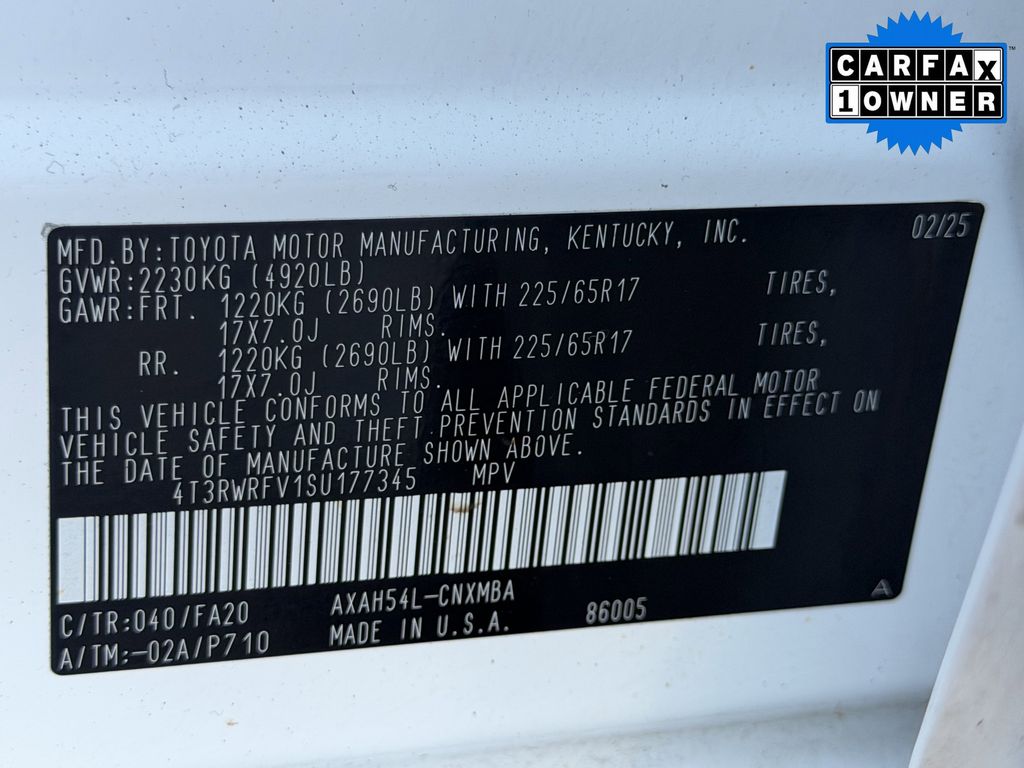 CARFAX™
1 OWNER
MFD.BY:TOYOTA MOTOR MANUFACTURING, KENTUCKY, INC. 02/25
GVWR:2230KG (4920LB)
GAWR:FRT. 1220KG (2690LB) WITH 225/65R17 TIRES,
17X7.0J RIMS.
RR. 1220KG (2690LB) WITH 225/65R17 TIRES,
17X7.0J RIMS.
THIS VEHICLE CONFORMS TO ALL APPLICABLE FEDERAL MOTOR
VEHICLE SAFETY AND THEFT PREVENTION STANDARDS IN EFFECT ON
THE DATE OF MANUFACTURE SHOWN ABOVE.
4T3RWRFV1SU177345 MPV
C/TR:040/FA20 AXAH54L-CNXMBA
A/TM:-02A/P710 MADE IN U.S.A. 86005 A